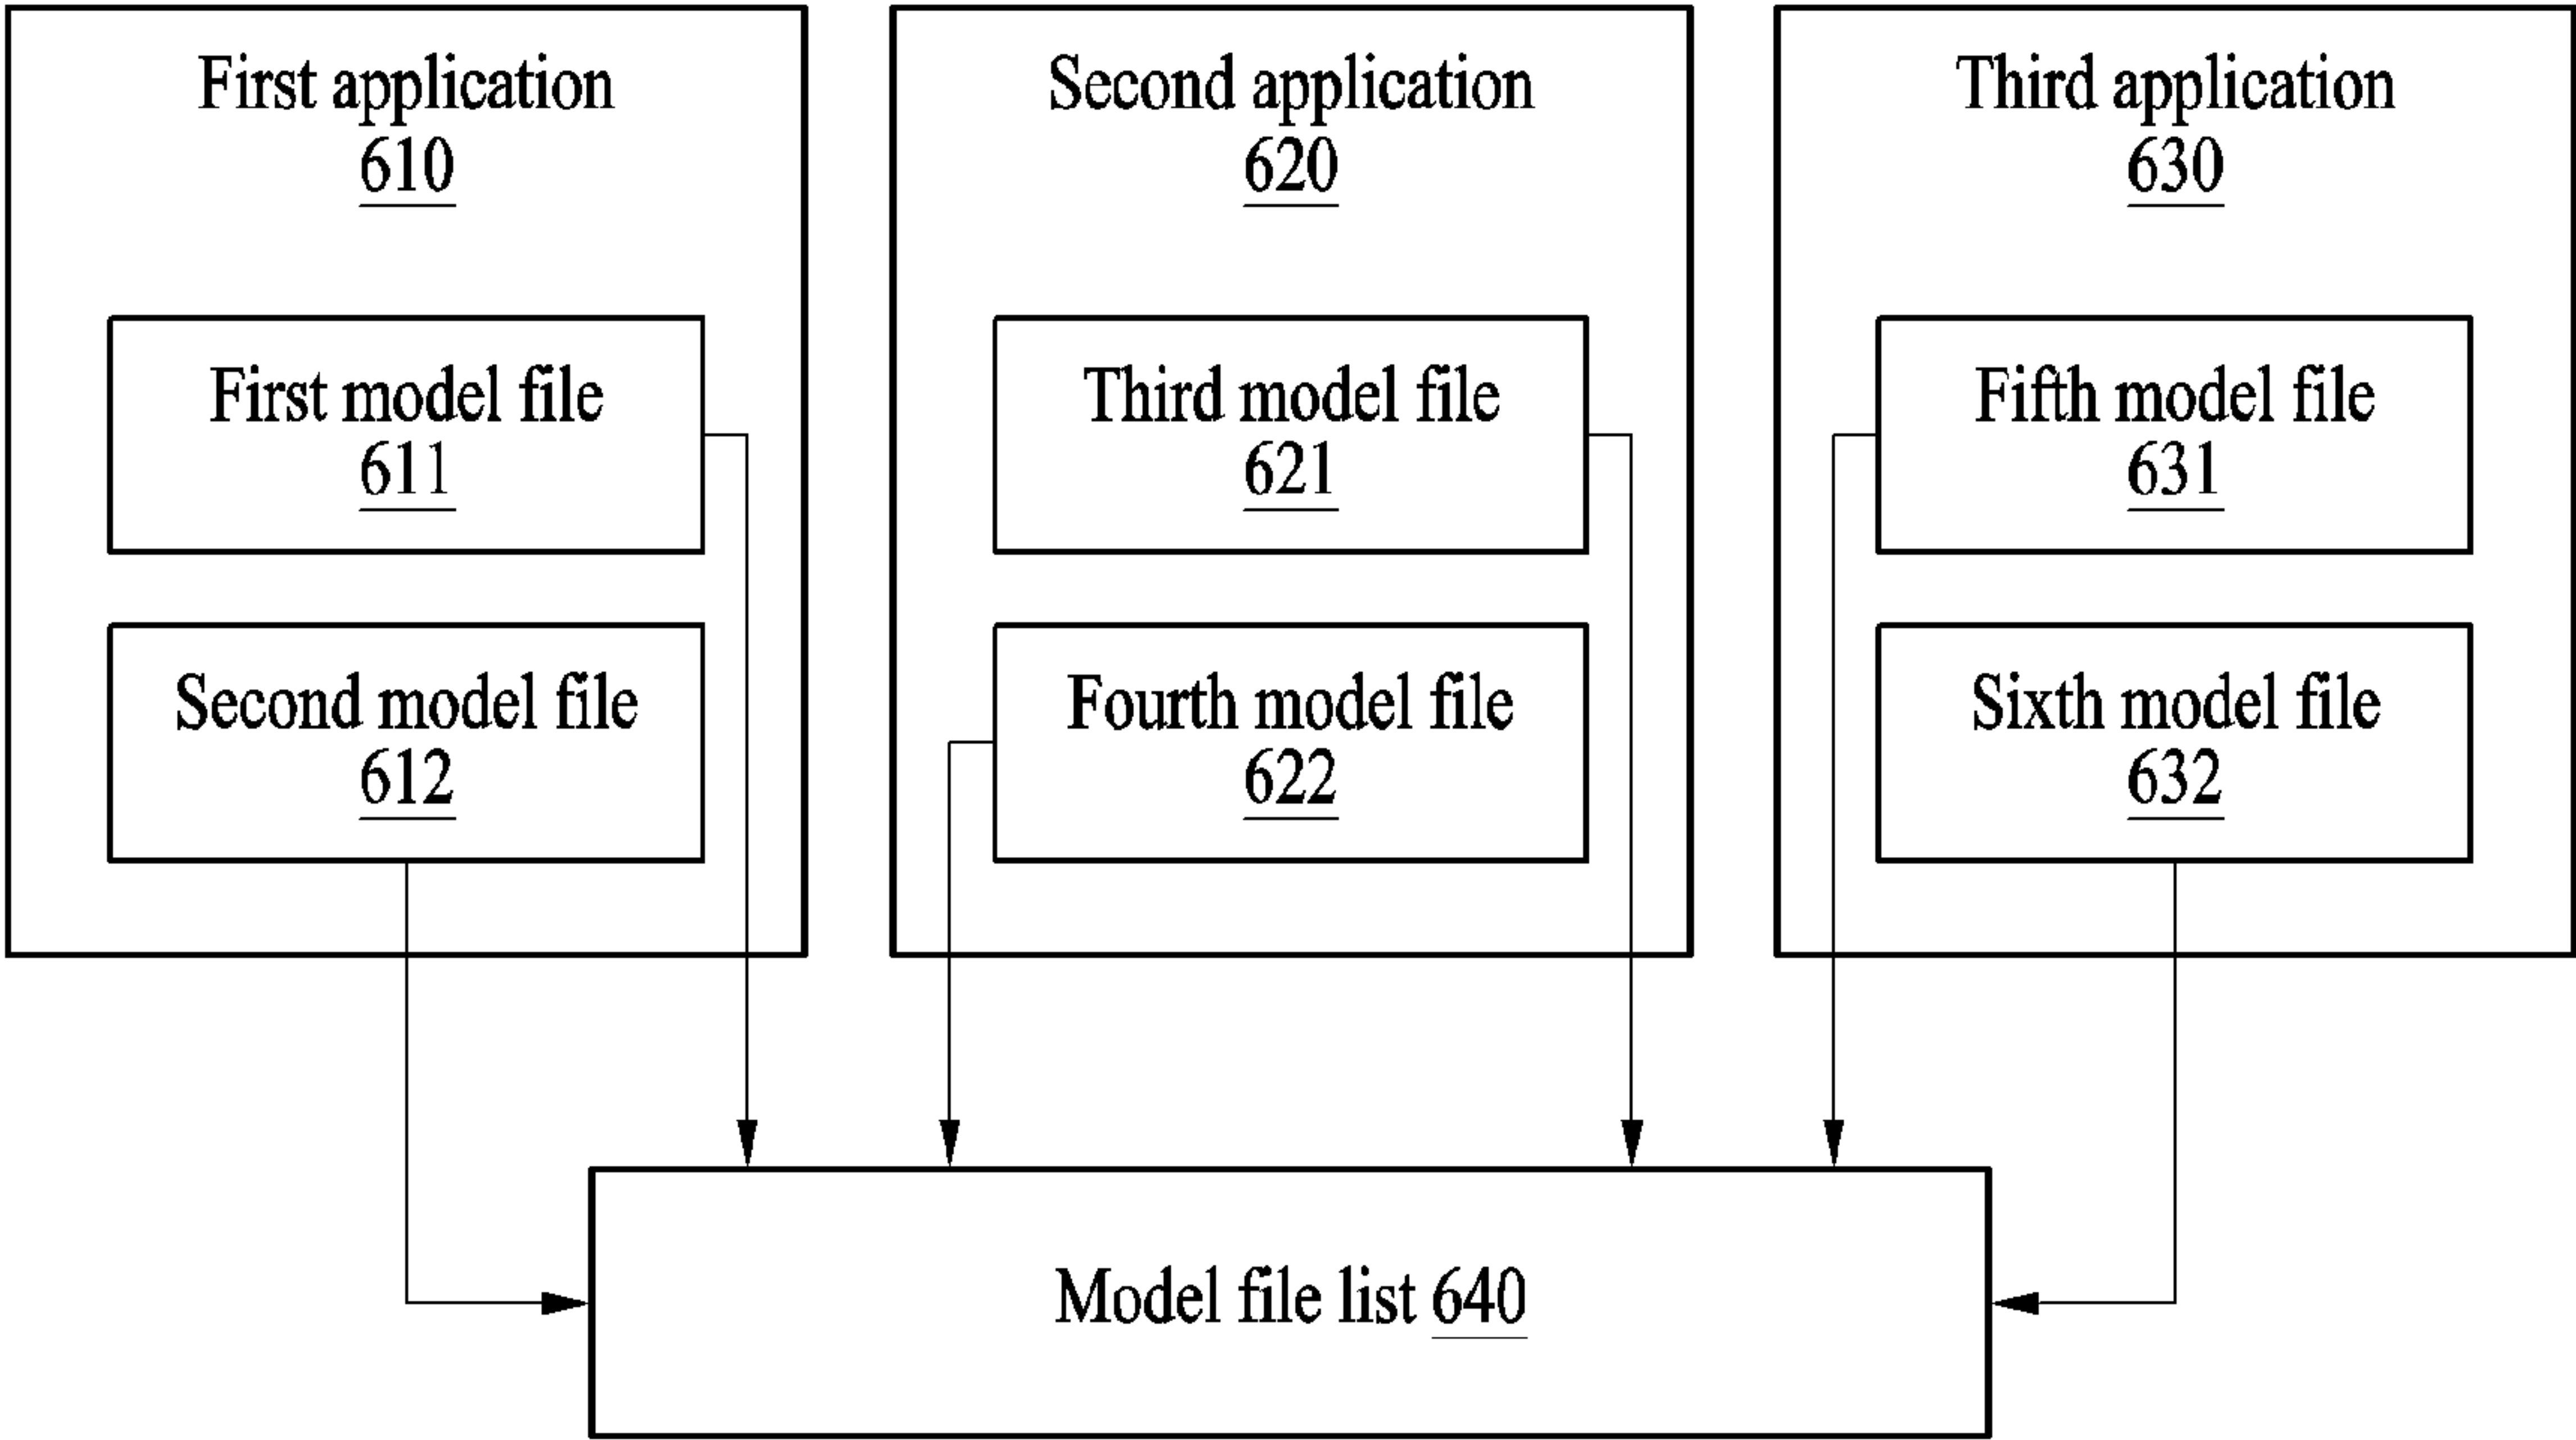 First application
610
First model file
611
Second model file
612
Second application
620
Third model file
621
Fourth model file
622
Third application
630
Fifth model file
631
Sixth model file
632
Model file list 640